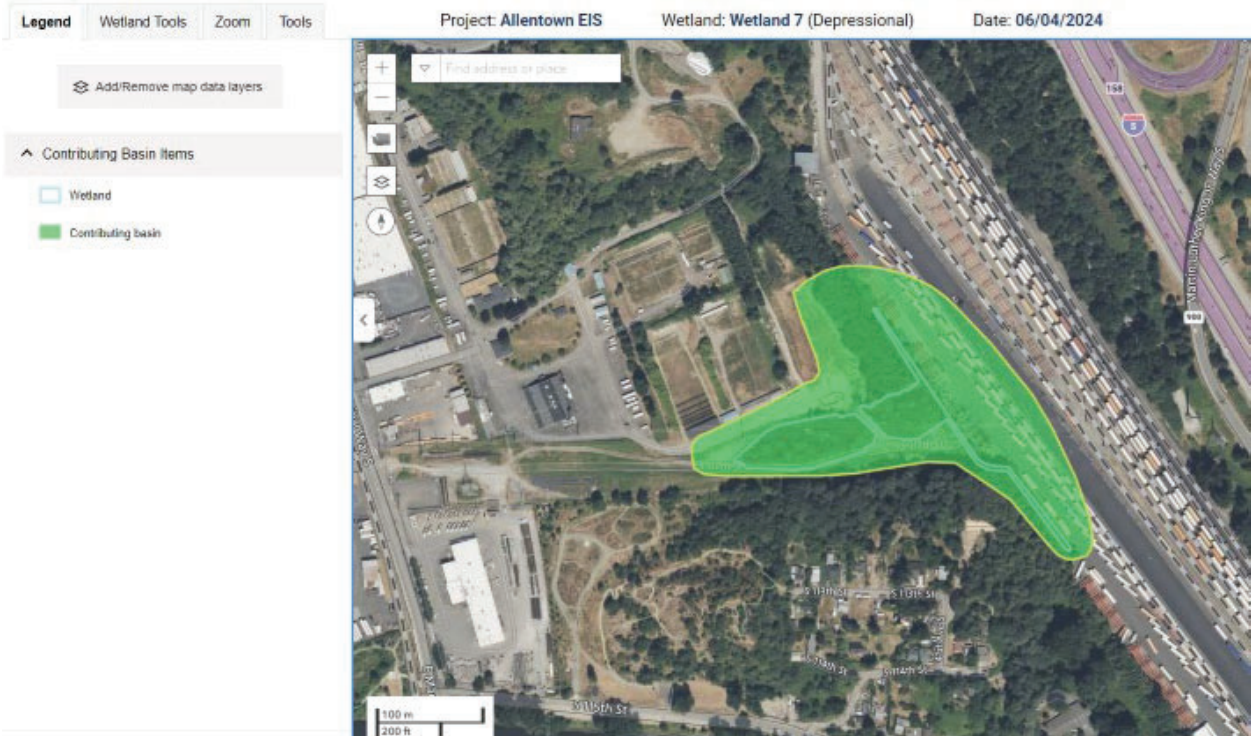 Legend Wetland Tools Zoom Tools Project: Allentown EIS Wetland: Wetland 7 (Depressional) Date: 06/04/2024
Add/Remove map data layers
Find address or place
Contributing Basin Items
Wetland
Contributing basin
158
5
900
S 113th St
S 113th St
S 114th St
S 114th St
S 115th St
100 m
200 ft